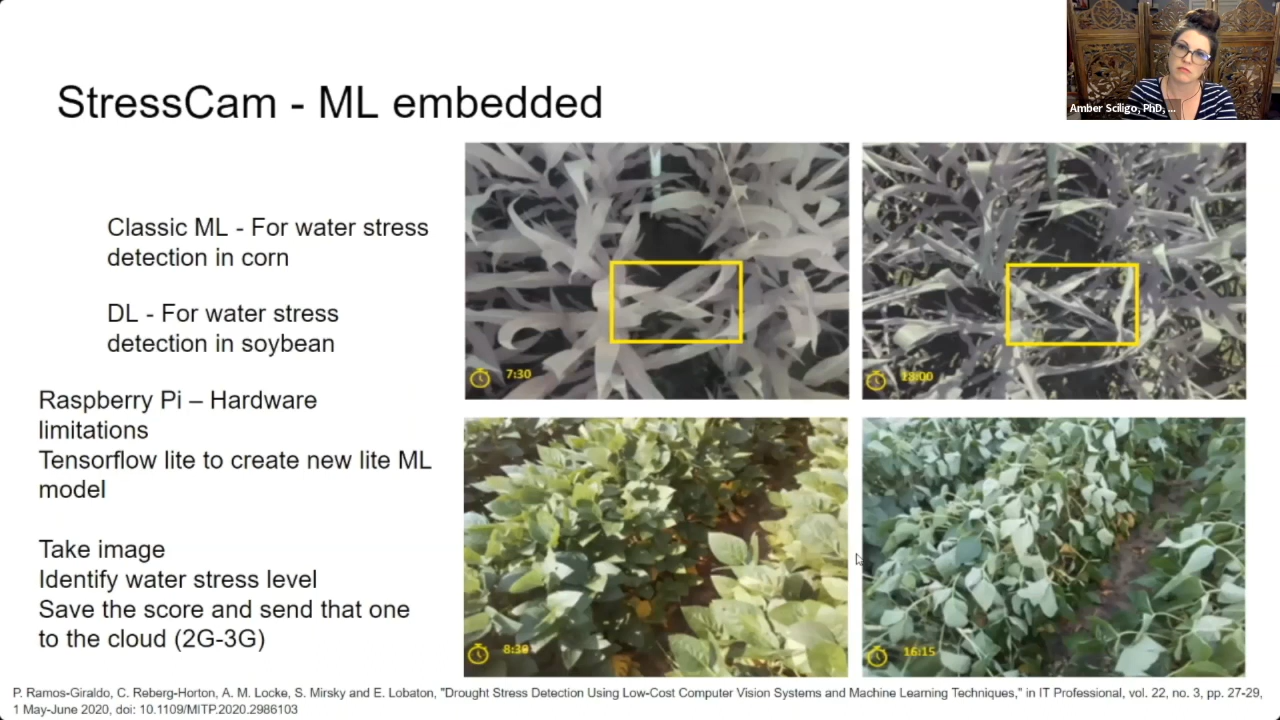 Amber Sciligo, PhD, ...
StressCam - ML embedded
Classic ML - For water stress
detection in corn
DL - For water stress
detection in soybean
Raspberry Pi – Hardware
limitations
Tensorflow lite to create new lite ML
model
Take image
Identify water stress level
Save the score and send that one
to the cloud (2G-3G)
7:30
18:00
8:30
16:15
P. Ramos-Giraldo, C. Reberg-Horton, A. M. Locke, S. Mirsky and E. Lobaton, "Drought Stress Detection Using Low-Cost Computer Vision Systems and Machine Learning Techniques," in IT Professional, vol. 22, no. 3, pp. 27-29,
1 May-June 2020, doi: 10.1109/MITP.2020.2986103